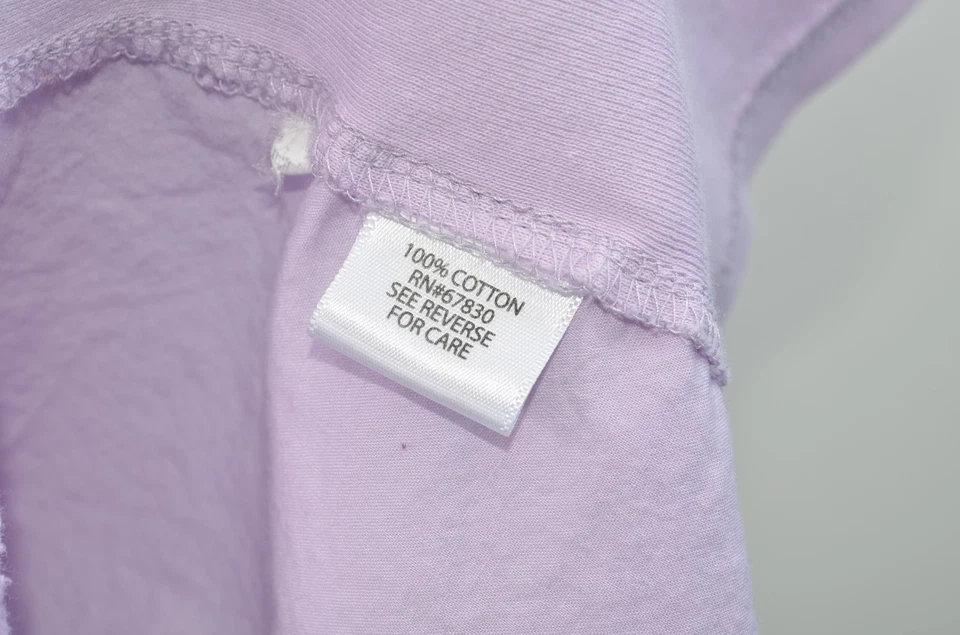 100% COTTON
RN#67830
SEE REVERSE
FOR CARE